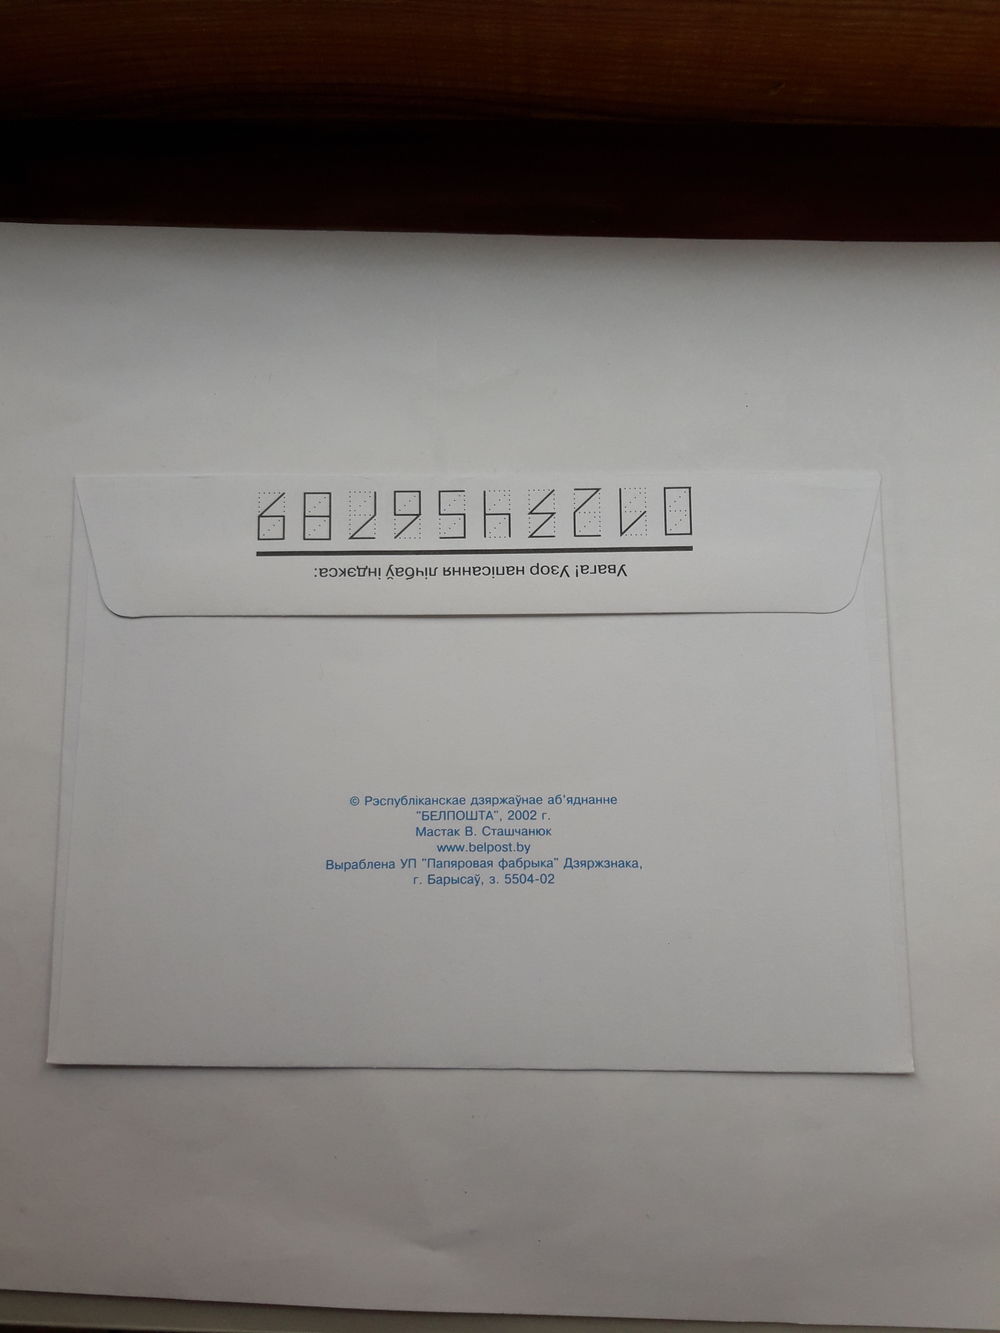 Увага! Узор напісання лічбаў індэкса:
0123456789
© Рэспубліканскае дзяржаўнае аб'яднанне
"БЕЛПОШТА", 2002 г.
Мастак В. Сташчанюк
www.belpost.by
Выраблена УП "Папяровая фабрыка" Дзяржзнака,
г. Барысаў, з. 5504-02